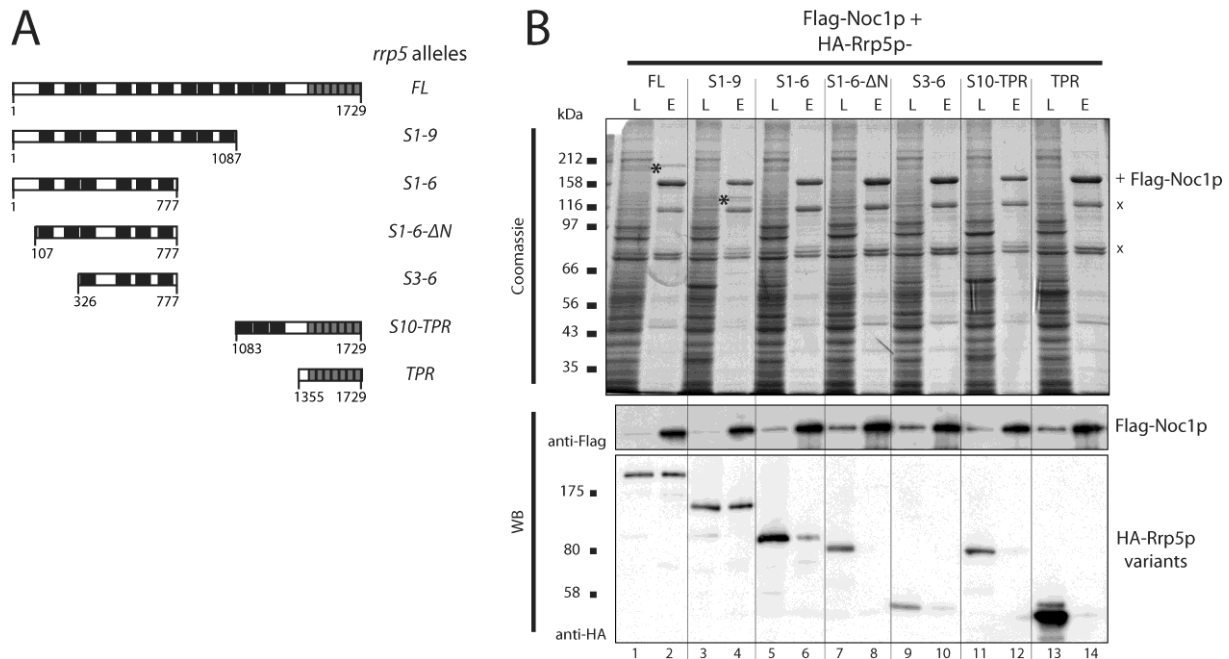 A
rrp5 alleles
FL
1 1729
S1-9
1 1087
S1-6
1 777
S1-6-ΔN
107 777
S3-6
326 777
S10-TPR
1083 1729
TPR
1355 1729
B
Flag-Noc1p +
HA-Rrp5p-
FL S1-9 S1-6 S1-6-ΔN S3-6 S10-TPR TPR
L E L E L E L E L E L E L E
kDa
212
*
158
+ Flag-Noc1p
*
116
x
97
x
66
56
43
35
Coomassie
anti-Flag
Flag-Noc1p
WB
175
80
HA-Rrp5p
variants
58
anti-HA
1 2 3 4 5 6 7 8 9 10 11 12 13 14